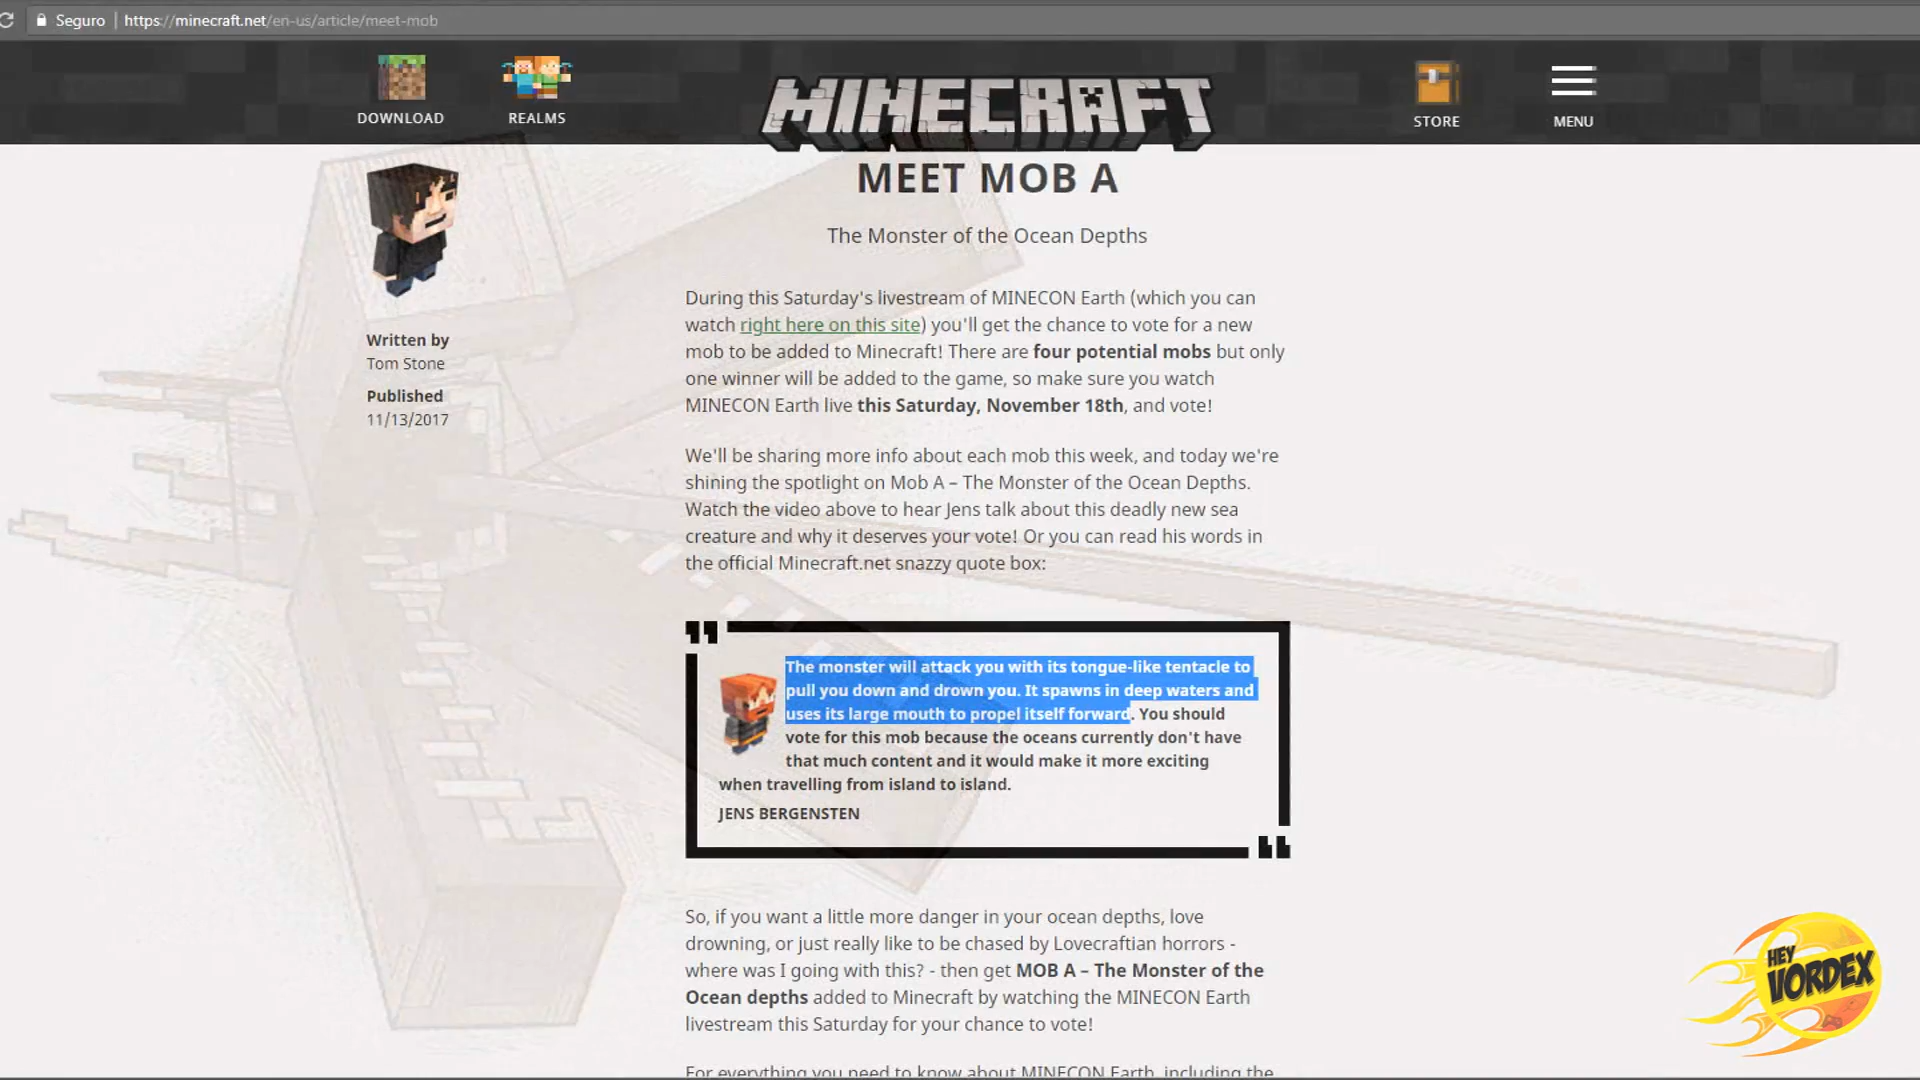 Seguro
https://minecraft.net/en-us/article/meet-mob
DOWNLOAD
REALMS
MINECRAFT
STORE
MENU
MEET MOB A
The Monster of the Ocean Depths
Written by
Tom Stone
Published
11/13/2017
During this Saturday's livestream of MINECON Earth (which you can
watch right here on this site) you'll get the chance to vote for a new
mob to be added to Minecraft! There are four potential mobs but only
one winner will be added to the game, so make sure you watch
MINECON Earth live this Saturday, November 18th, and vote!
We'll be sharing more info about each mob this week, and today we're
shining the spotlight on Mob A – The Monster of the Ocean Depths.
Watch the video above to hear Jens talk about this deadly new sea
creature and why it deserves your vote! Or you can read his words in
the official Minecraft.net snazzy quote box:
The monster will attack you with its tongue-like tentacle to
pull you down and drown you. It spawns in deep waters and
uses its large mouth to propel itself forward. You should
vote for this mob because the oceans currently don't have
that much content and it would make it more exciting
when travelling from island to island.
JENS BERGENSTEN
So, if you want a little more danger in your ocean depths, love
drowning, or just really like to be chased by Lovecraftian horrors -
where was I going with this? - then get MOB A – The Monster of the
Ocean depths added to Minecraft by watching the MINECON Earth
livestream this Saturday for your chance to vote!
For everything you need to know about MINECON Earth, including the
HEY
VORDEX